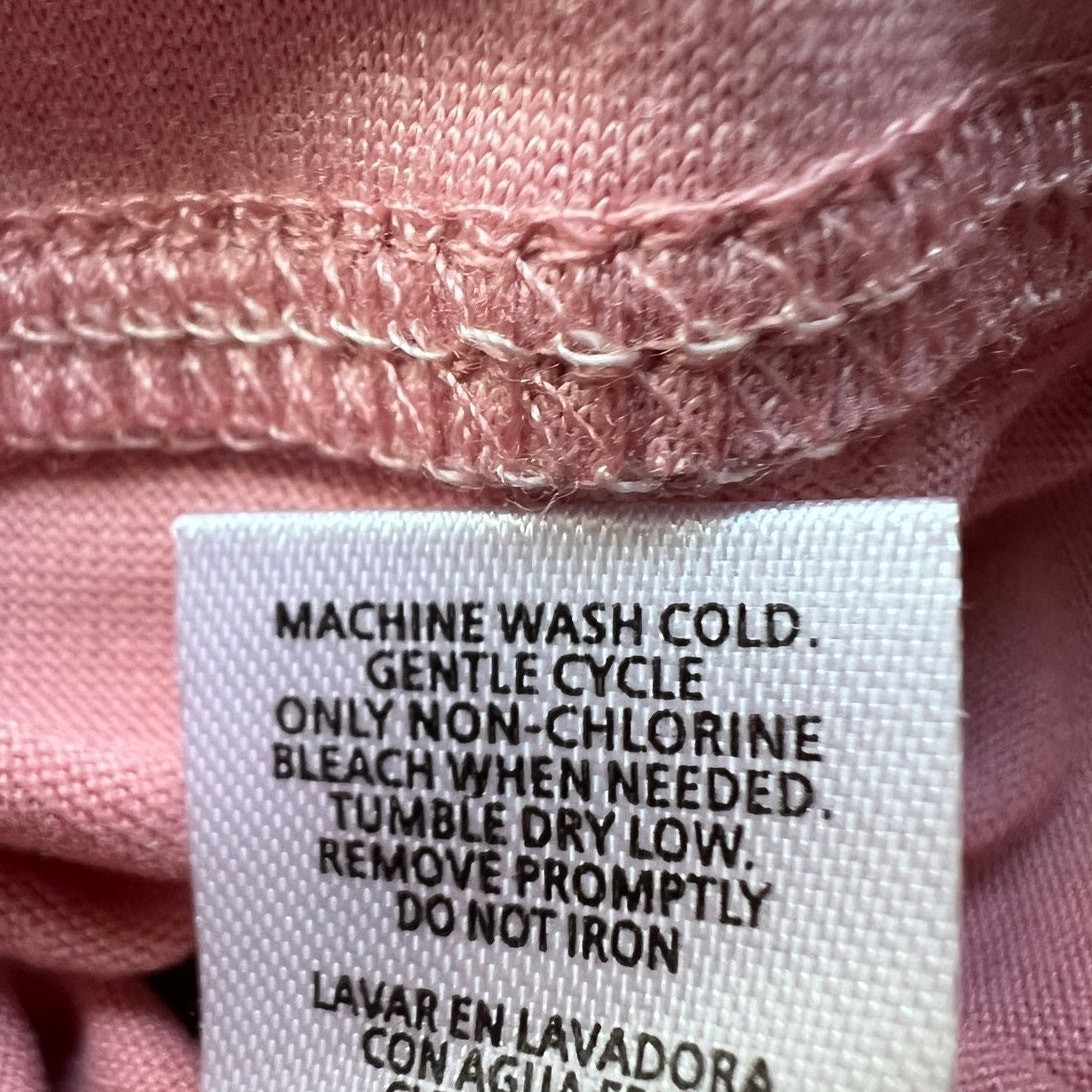 MACHINE WASH COLD.
GENTLE CYCLE
ONLY NON-CHLORINE
BLEACH WHEN NEEDED.
TUMBLE DRY LOW.
REMOVE PROMPTLY
DO NOT IRON
LAVAR EN LAVADORA
CON AGUA